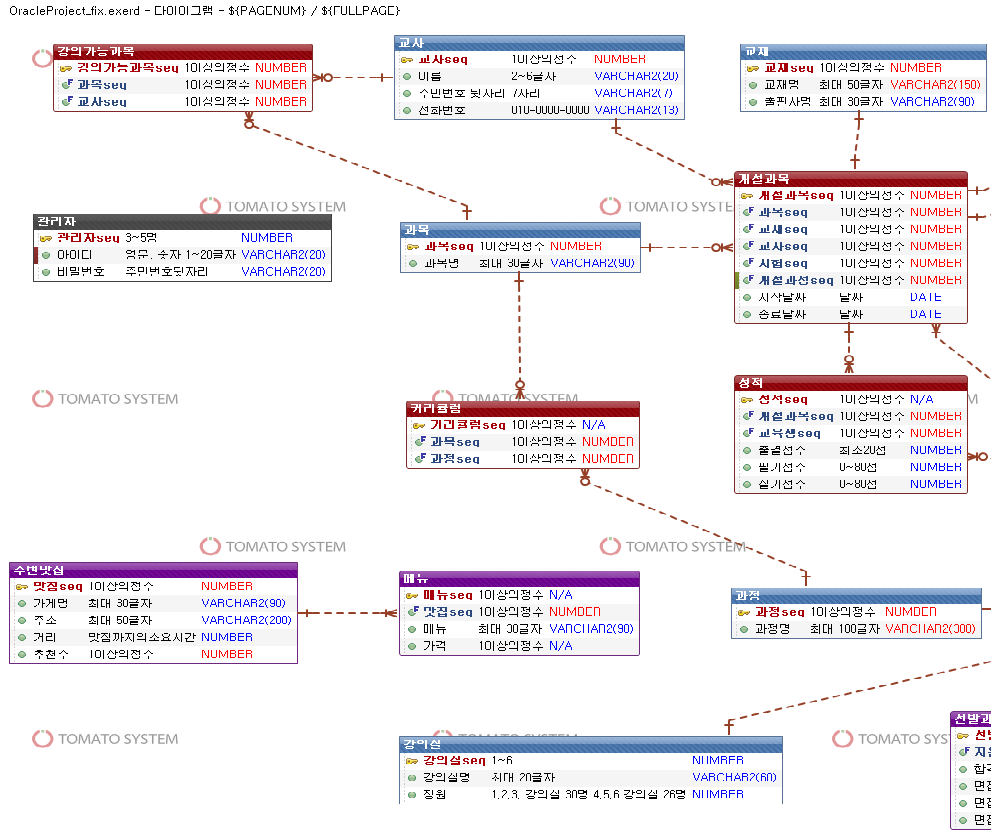 OracleProject_fix.exerd - 다이어그램 - ${PAGENUM} / ${FULLPAGE}
강의가능과목
강의가능과목seq 1이상의정수 NUMBER
과목seq 1이상의정수 NUMBER
교사seq 1이상의정수 NUMBER
교사
교사seq 1이상의정수 NUMBER
이름 2~6글자 VARCHAR2(20)
주민번호 뒷자리 7자리 VARCHAR2(7)
전화번호 010-0000-0000 VARCHAR2(13)
교재
교재seq 1이상의정수 NUMBER
교재명 최대 50글자 VARCHAR2(150)
출판사명 최대 30글자 VARCHAR2(90)
TOMATO SYSTEM
TOMATO SYSTE
관리자
관리자seq 3~5명 NUMBER
아이디 영문, 숫자 1~20글자 VARCHAR2(20)
비밀번호 주민번호뒷자리 VARCHAR2(20)
과목
과목seq 1이상의정수 NUMBER
과목명 최대 30글자 VARCHAR2(90)
개설과목
개설과목seq 1이상의정수 NUMBER
과목seq 1이상의정수 NUMBER
교재seq 1이상의정수 NUMBER
교사seq 1이상의정수 NUMBER
시험seq 1이상의정수 NUMBER
개설과정seq 1이상의정수 NUMBER
시작날짜 날짜 DATE
종료날짜 날짜 DATE
TOMATO SYSTEM
TOMATO SYSTEM
커리큘럼
커리큘럼seq 1이상의정수 N/A
과목seq 1이상의정수 NUMBER
과정seq 1이상의정수 NUMBER
성적
성적seq 1이상의정수 N/A
개설과목seq 1이상의정수 NUMBER
교육생seq 1이상의정수 NUMBER
출결점수 최소20점 NUMBER
필기점수 0~80점 NUMBER
실기점수 0~80점 NUMBER
TOMATO SYSTEM
TOMATO SYSTEM
주변맛집
맛집seq 1이상의정수 NUMBER
가게명 최대 30글자 VARCHAR2(90)
주소 최대 50글자 VARCHAR2(200)
거리 맛집까지의소요시간 NUMBER
추천수 1이상의정수 NUMBER
메뉴
메뉴seq 1이상의정수 N/A
맛집seq 1이상의정수 NUMBER
메뉴 최대 30글자 VARCHAR2(90)
가격 1이상의정수 N/A
과정
과정seq 1이상의정수 NUMBER
과정명 최대 100글자 VARCHAR2(300)
TOMATO SYSTEM
TOMATO SYSTEM
TOMATO SYS
강의실
강의실seq 1~6 NUMBER
강의실명 최대 20글자 VARCHAR2(60)
정원 1,2,3, 강의실 30명 4,5,6 강의실 26명 NUMBER
선발과
선발
지원
합격
면접
면접
면접